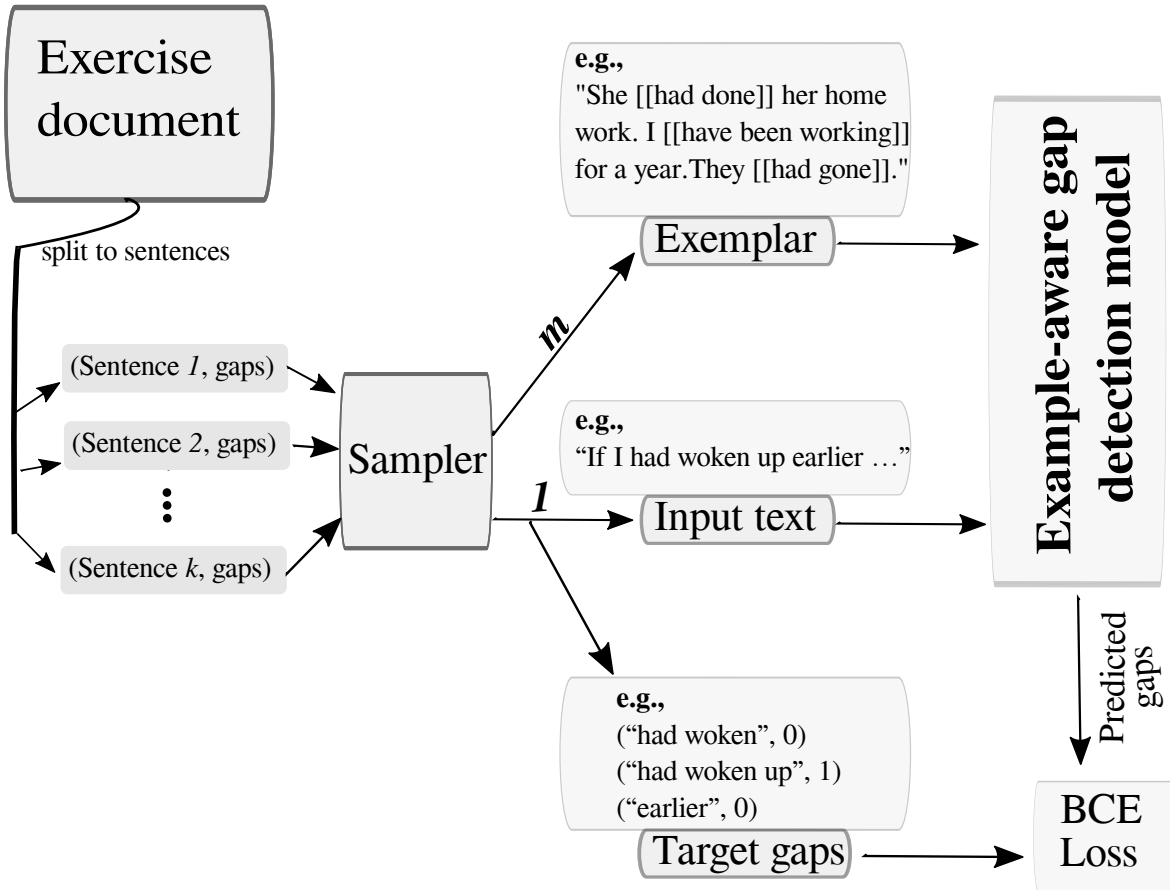 Exercise
document
split to sentences
(Sentence 1, gaps)
(Sentence 2, gaps)
(Sentence k, gaps)
Sampler
m
1
e.g.,
"She [[had done]] her home
work. I [[have been working]]
for a year.They [[had gone]]."
Exemplar
e.g.,
“If I had woken up earlier …”
Input text
e.g.,
(“had woken”, 0)
(“had woken up”, 1)
(“earlier”, 0)
Target gaps
Example-aware gap
detection model
Predicted
gaps
BCE
Loss